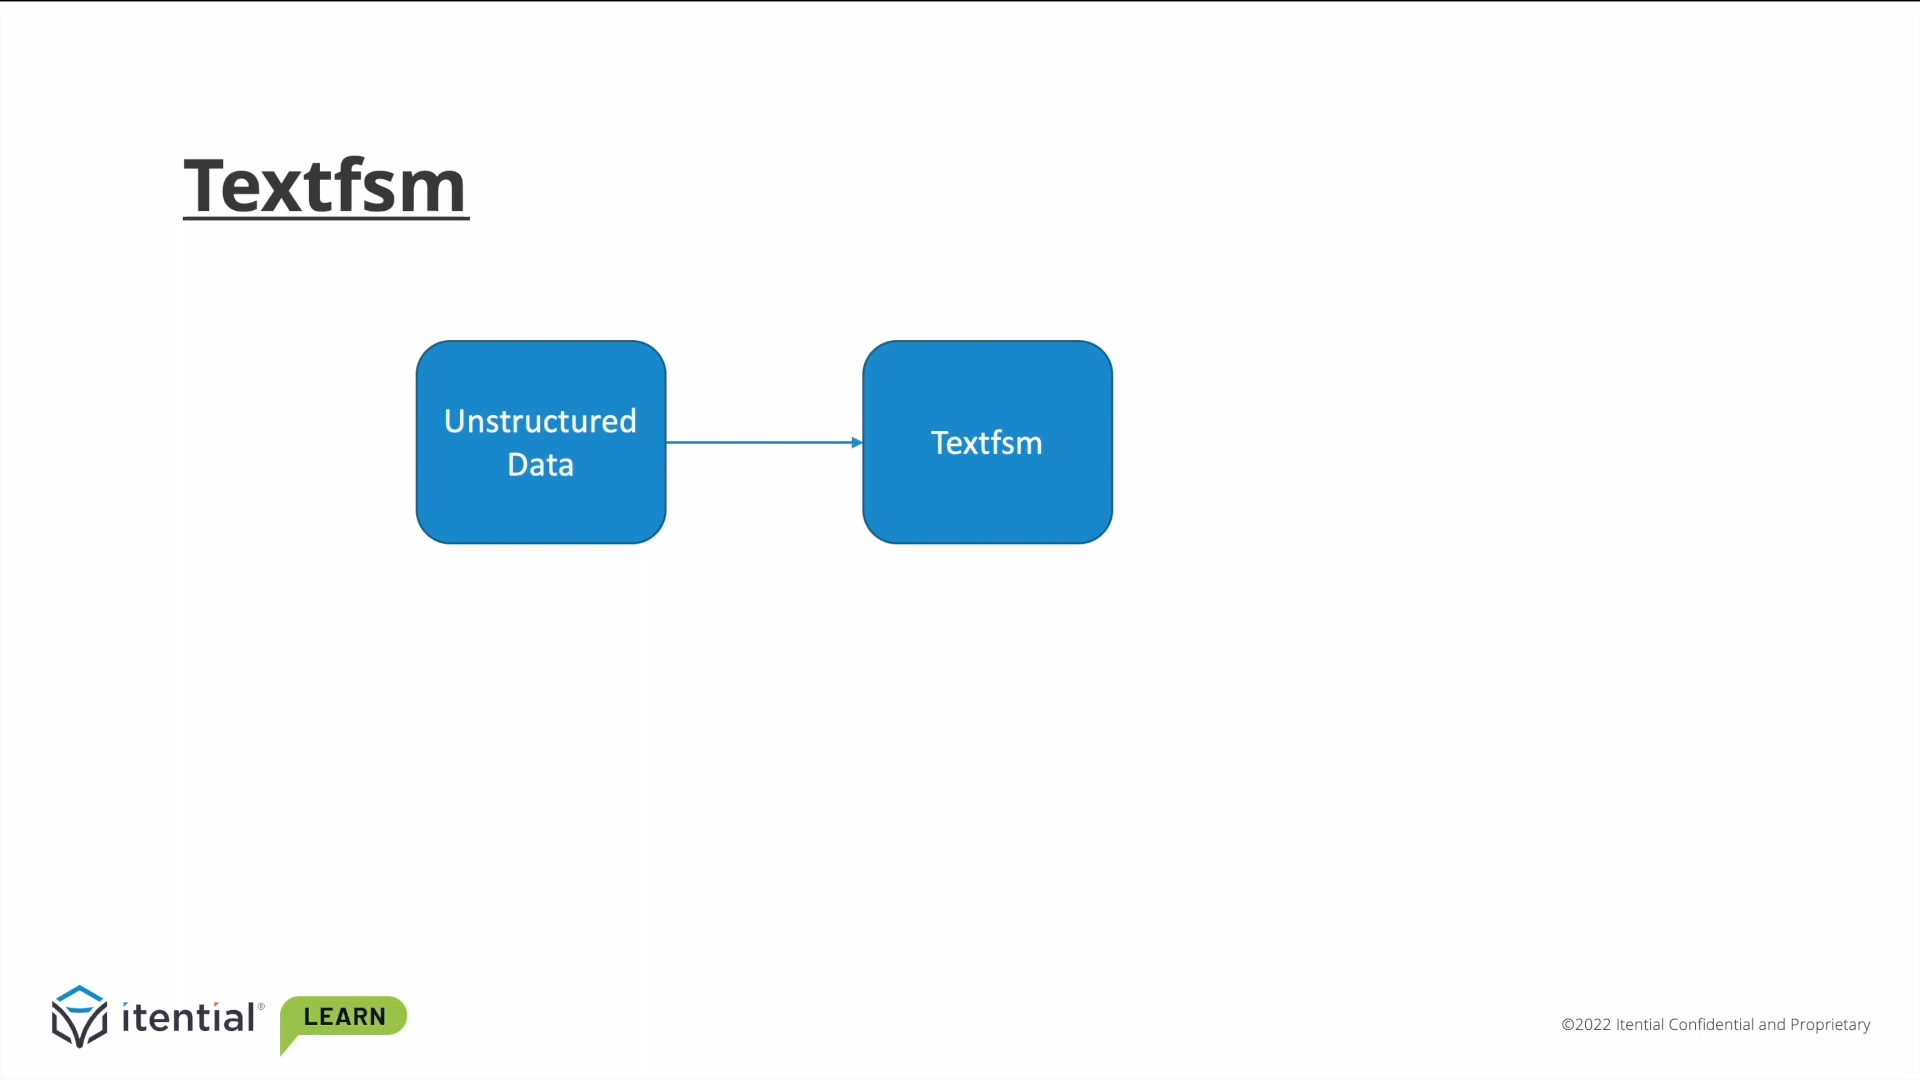 Textfsm
Unstructured
Data
Textfsm
itential®
LEARN
©2022 Itential Confidential and Proprietary